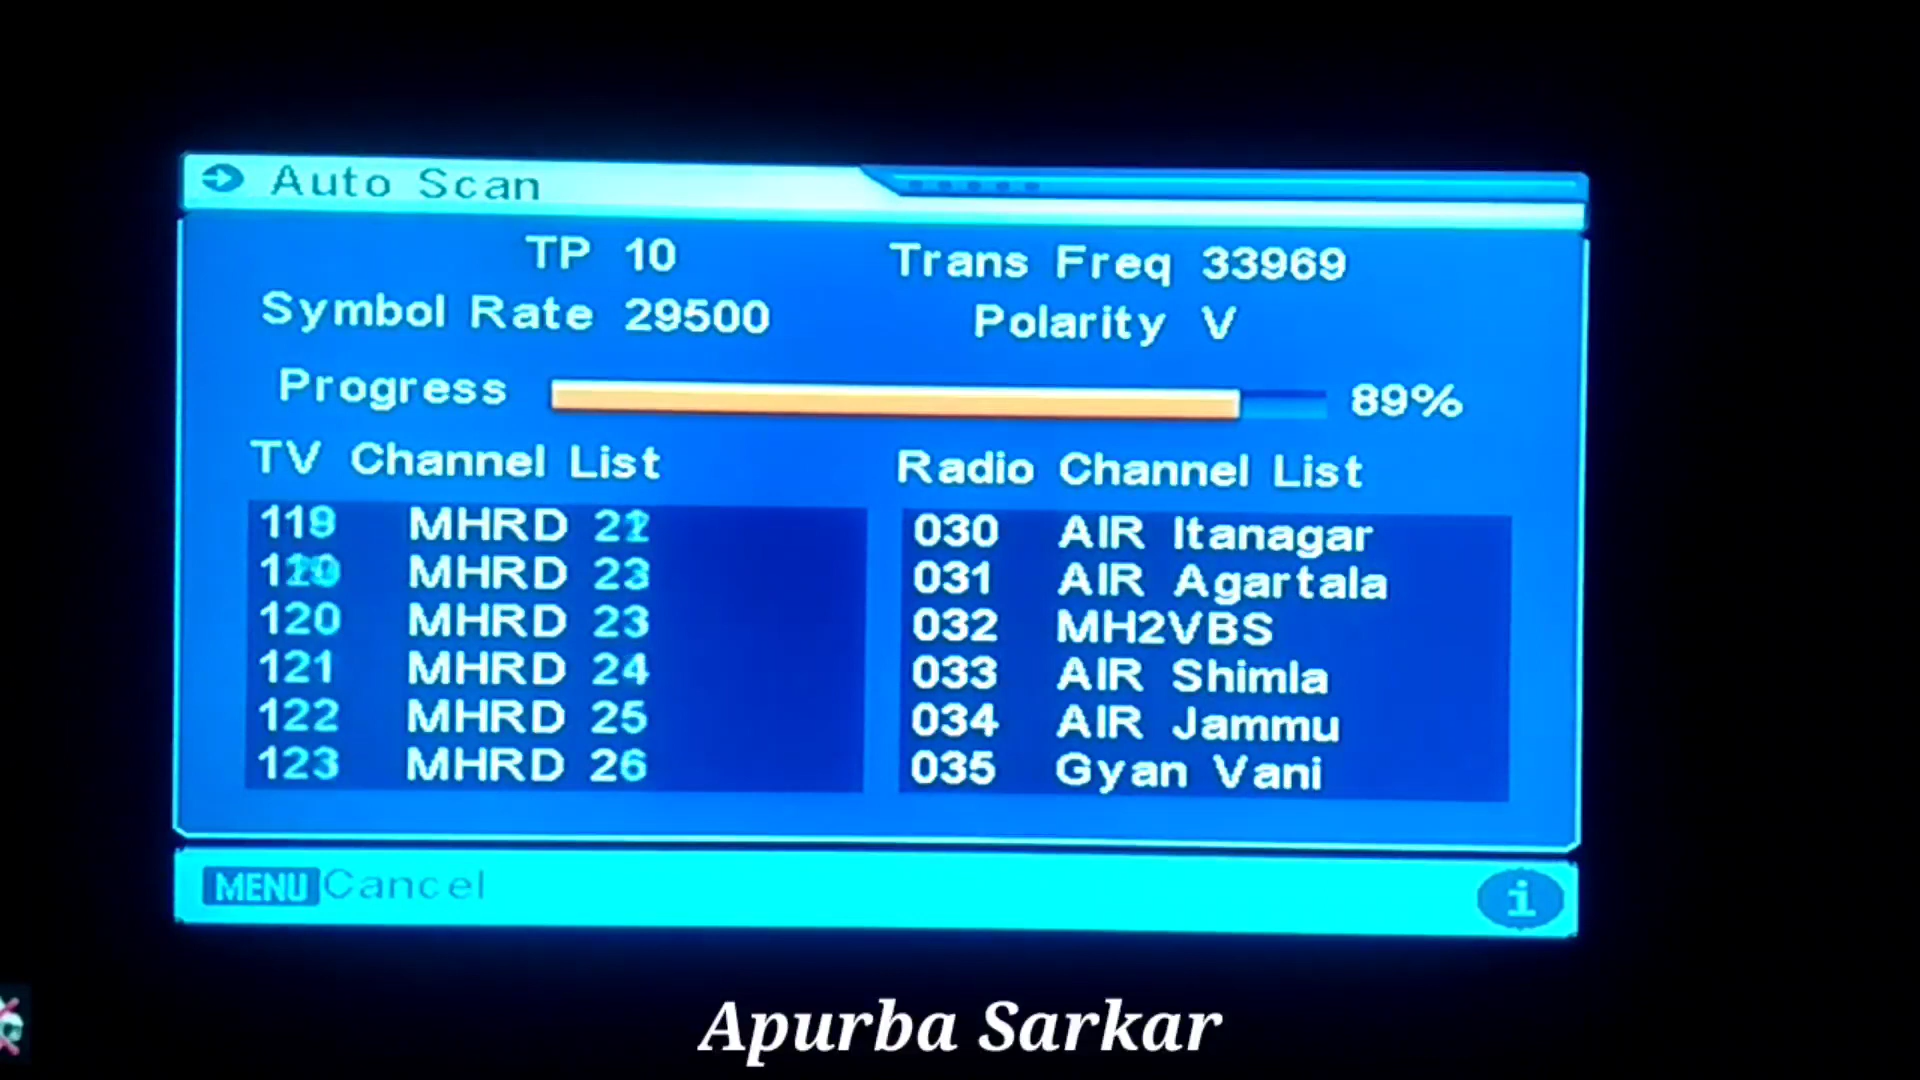 Auto Scan
TP 10 Trans Freq 33969
Symbol Rate 29500 Polarity V
Progress 89%
TV Channel List Radio Channel List
MHRD 030 AIR Itanagar
MHRD 23 031 AIR Agartala
120 MHRD 23 032 MH2VBS
121 MHRD 24 033 AIR Shimla
122 MHRD 25 034 AIR Jammu
123 MHRD 26 035 Gyan Vani
MENU Cancel i
Apurba Sarkar